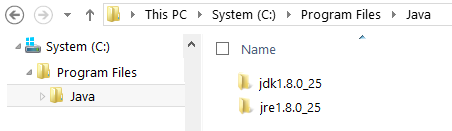 This PC System (C:) Program Files Java
System (C:)
Program Files
Java
Name
jdk1.8.0_25
jre1.8.0_25